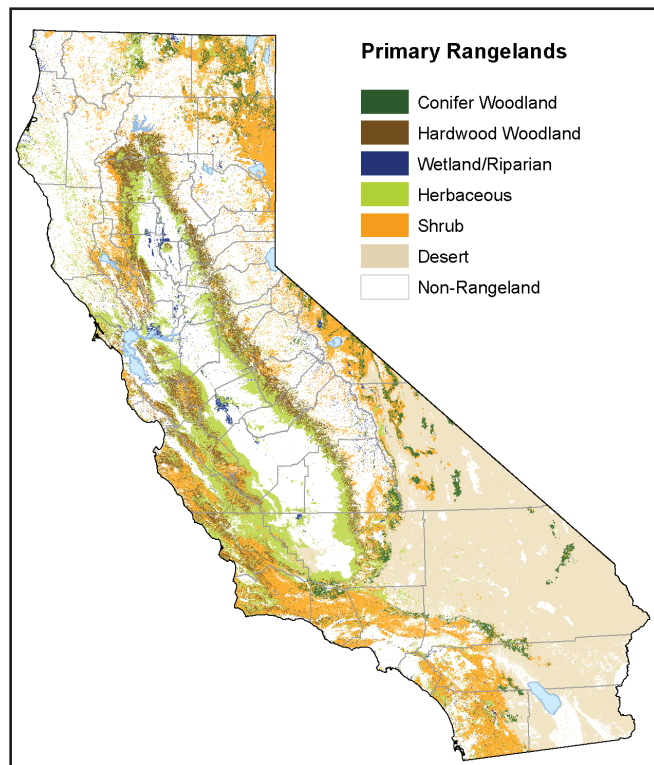 Primary Rangelands
Conifer Woodland
Hardwood Woodland
Wetland/Riparian
Herbaceous
Shrub
Desert
Non-Rangeland